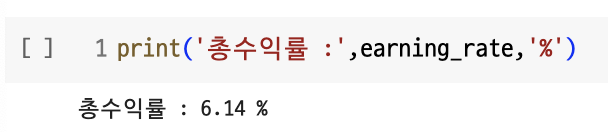 [ ] 1 print('총수익률 :',earning_rate,'%')
총수익률 : 6.14 %